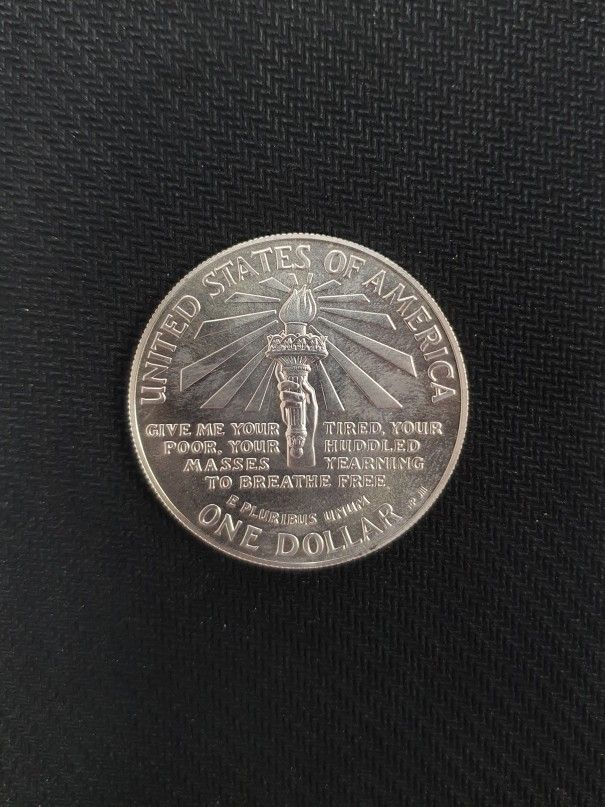 UNITED STATES OF AMERICA
GIVE ME YOUR TIRED, YOUR
POOR, YOUR HUDDLED
MASSES YEARNING
TO BREATHE FREE
E PLURIBUS UNUM
ONE DOLLAR